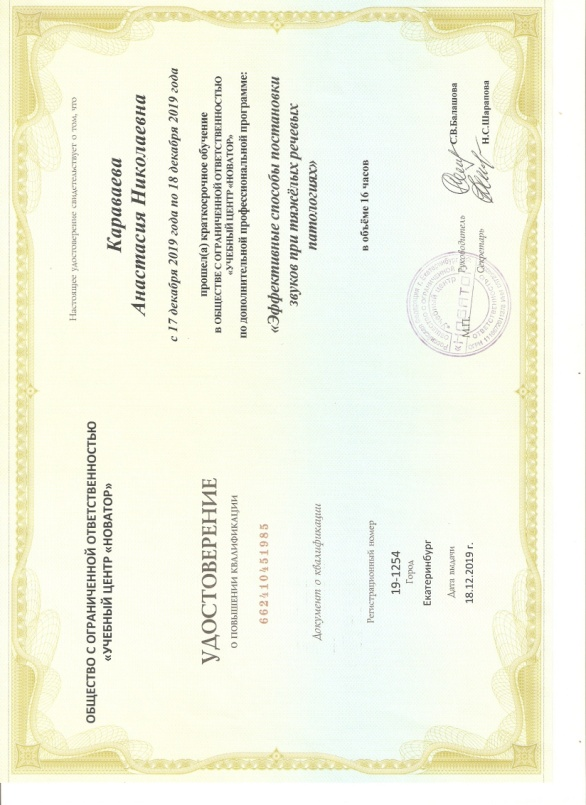 ОБЩЕСТВО С ОГРАНИЧЕННОЙ ОТВЕТСТВЕННОСТЬЮ
«УЧЕБНЫЙ ЦЕНТР «НОВАТОР»
УДОСТОВЕРЕНИЕ
О ПОВЫШЕНИИ КВАЛИФИКАЦИИ
662410451985
Документ о квалификации
Регистрационный номер
19-1254
Город
Екатеринбург
Дата выдачи
18.12.2019 г.
Настоящее удостоверение свидетельствует о том, что
Караваева
Анастасия Николаевна
с 17 декабря 2019 года по 18 декабря 2019 года
прошел(а) краткосрочное обучение
в ОБЩЕСТВЕ С ОГРАНИЧЕННОЙ ОТВЕТСТВЕННОСТЬЮ
«УЧЕБНЫЙ ЦЕНТР «НОВАТОР»
по дополнительной профессиональной программе:
«Эффективные способы постановки
звуков при тяжёлых речевых
патологиях»
в объёме 16 часов
Руководитель С.В.Балашова
М.П.
Секретарь Н.С.Шарапова